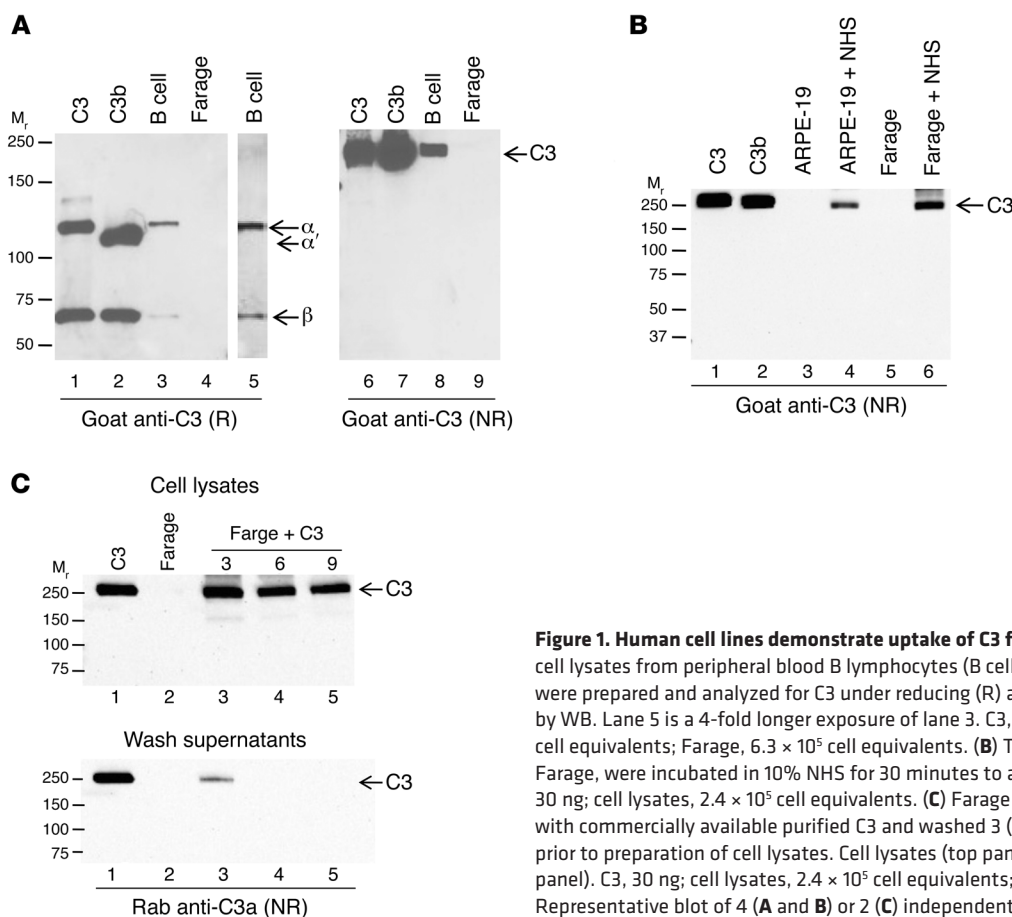 A
C3 C3b B cell Farage B cell
C3 C3b B cell Farage
Mr
250
150
100
75
50
α
α′
β
C3
1 2 3 4 5
6 7 8 9
Goat anti-C3 (R)
Goat anti-C3 (NR)
B
C3 C3b ARPE-19 ARPE-19 + NHS Farage Farage + NHS
Mr
250
150
100
75
50
37
C3
1 2 3 4 5 6
Goat anti-C3 (NR)
C
Cell lysates
C3 Farage Farge + C3
3 6 9
Mr
250
150
100
75
C3
1 2 3 4 5
Wash supernatants
250
150
100
75
C3
1 2 3 4 5
Rab anti-C3a (NR)
Figure 1. Human cell lines demonstrate uptake of C3 f
cell lysates from peripheral blood B lymphocytes (B cell
were prepared and analyzed for C3 under reducing (R) a
by WB. Lane 5 is a 4-fold longer exposure of lane 3. C3,
cell equivalents; Farage, 6.3 × 10⁵ cell equivalents. (B) T
Farage, were incubated in 10% NHS for 30 minutes to a
30 ng; cell lysates, 2.4 × 10⁵ cell equivalents. (C) Farage
with commercially available purified C3 and washed 3 (
prior to preparation of cell lysates. Cell lysates (top pan
panel). C3, 30 ng; cell lysates, 2.4 × 10⁵ cell equivalents;
Representative blot of 4 (A and B) or 2 (C) independent